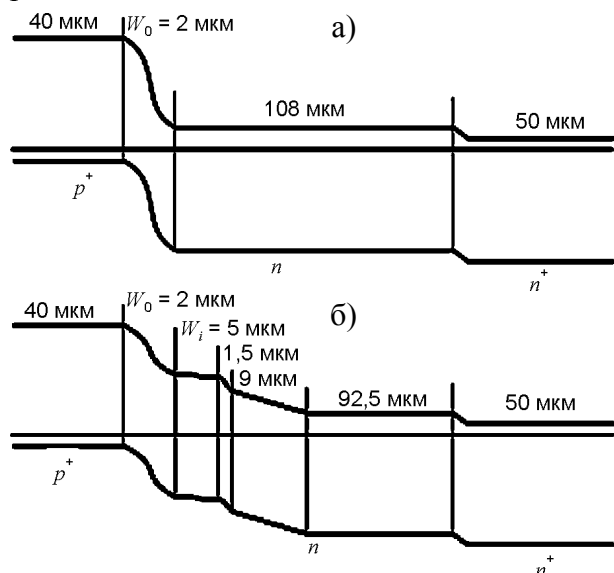 40 мкм
W₀ = 2 мкм
а)
108 мкм
50 мкм
p⁺
n
n⁺
40 мкм
W₀ = 2 мкм
б)
Wᵢ = 5 мкм
1,5 мкм
9 мкм
92,5 мкм
50 мкм
p⁺
n
n⁺